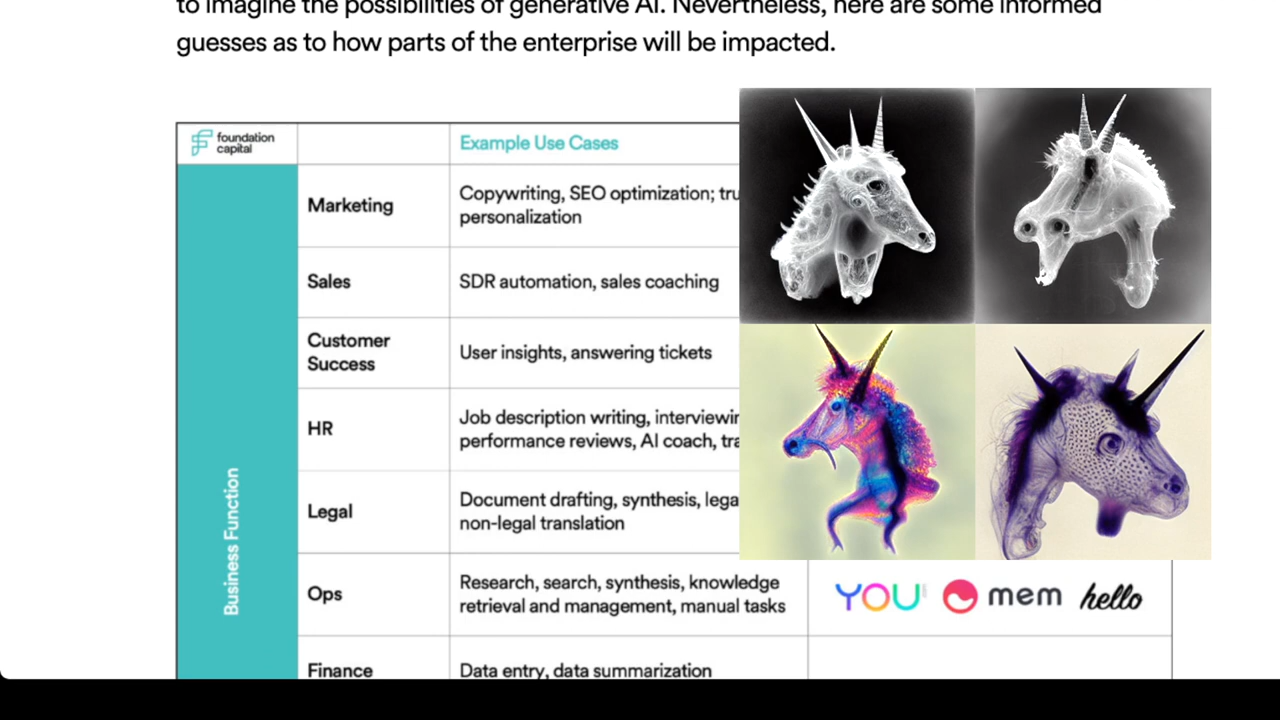 to imagine the possibilities of generative AI. Nevertheless, here are some informed
guesses as to how parts of the enterprise will be impacted.
foundation
capital
Example Use Cases
Marketing
Copywriting, SEO optimization; tru
personalization
Sales
SDR automation, sales coaching
Customer
Success
User insights, answering tickets
HR
Job description writing, interviewin
performance reviews, AI coach, tra
Legal
Document drafting, synthesis, lega
non-legal translation
Business Function
Ops
Research, search, synthesis, knowledge
retrieval and management, manual tasks
YOU mem hello
Finance
Data entry, data summarization